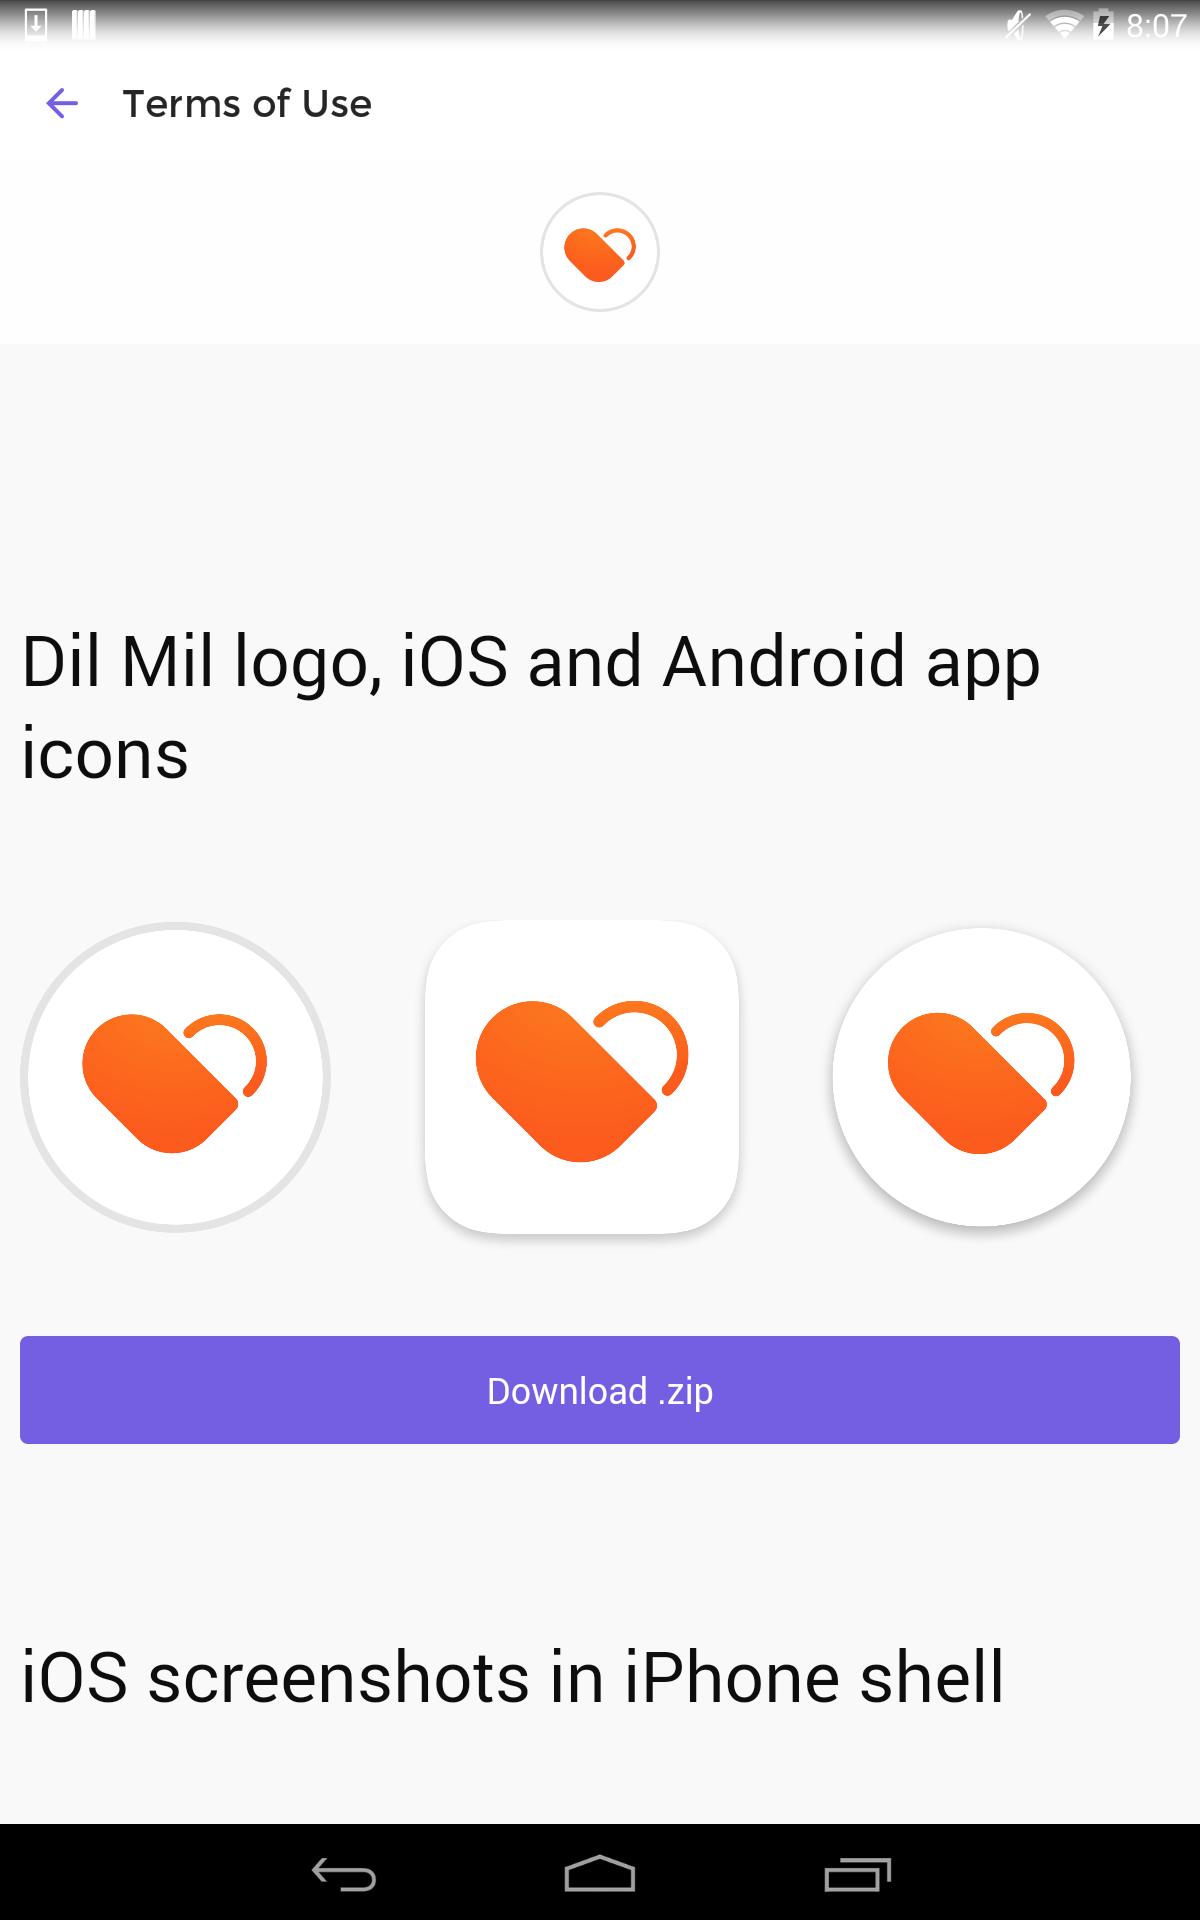 8:07
Terms of Use
Dil Mil logo, iOS and Android app
icons
Download .zip
iOS screenshots in iPhone shell